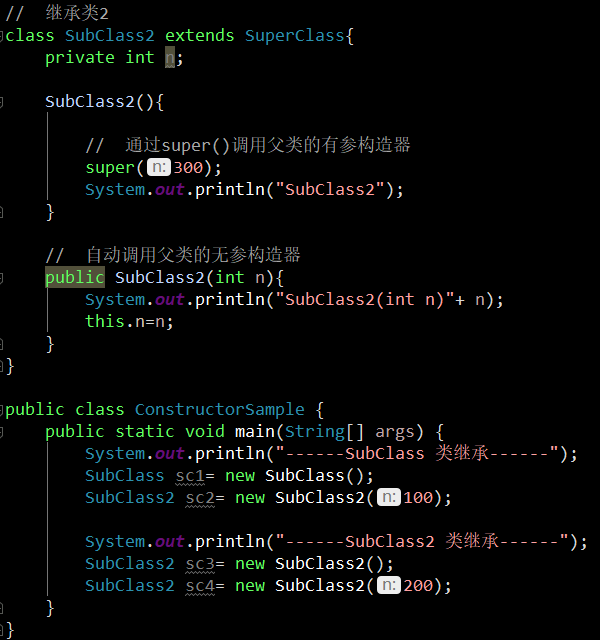 //  继承类2
class SubClass2 extends SuperClass{
    private int n;
    SubClass2(){
        //  通过super()调用父类的有参构造器
        super( n: 300);
        System.out.println("SubClass2");
    }
    //  自动调用父类的无参构造器
    public SubClass2(int n){
        System.out.println("SubClass2(int n)"+ n);
        this.n=n;
    }
}
public class ConstructorSample {
    public static void main(String[] args) {
        System.out.println("------SubClass 类继承------");
        SubClass sc1= new SubClass();
        SubClass2 sc2= new SubClass2( n: 100);
        System.out.println("------SubClass2 类继承------");
        SubClass2 sc3= new SubClass2();
        SubClass2 sc4= new SubClass2( n: 200);
    }
}